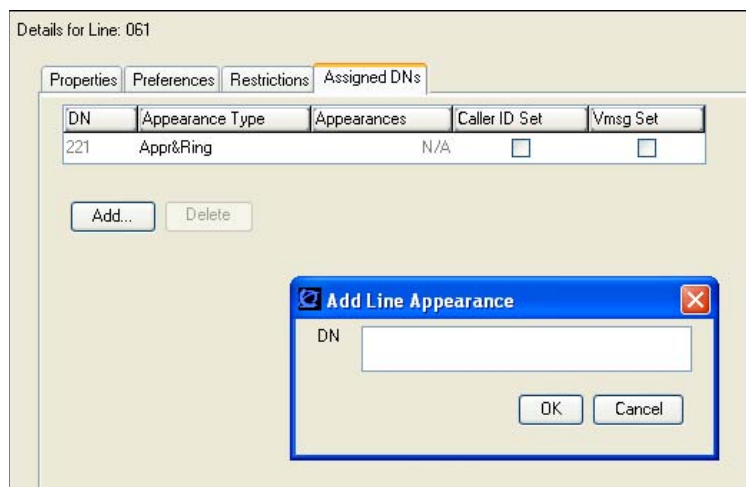 Details for Line: 061
Properties Preferences Restrictions Assigned DNs
DN Appearance Type Appearances Caller ID Set Vmsg Set
221 Appr&Ring N/A
Add... Delete
Add Line Appearance
DN
OK Cancel